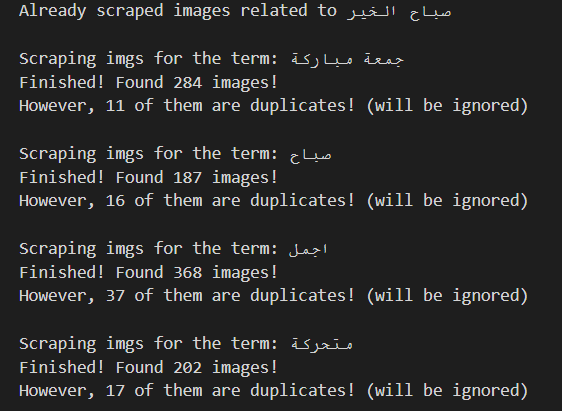 Already scraped images related to صباح الخير
Scraping imgs for the term: جمعة مباركة
Finished! Found 284 images!
However, 11 of them are duplicates! (will be ignored)
Scraping imgs for the term: صباح
Finished! Found 187 images!
However, 16 of them are duplicates! (will be ignored)
Scraping imgs for the term: اجمل
Finished! Found 368 images!
However, 37 of them are duplicates! (will be ignored)
Scraping imgs for the term: متحركة
Finished! Found 202 images!
However, 17 of them are duplicates! (will be ignored)